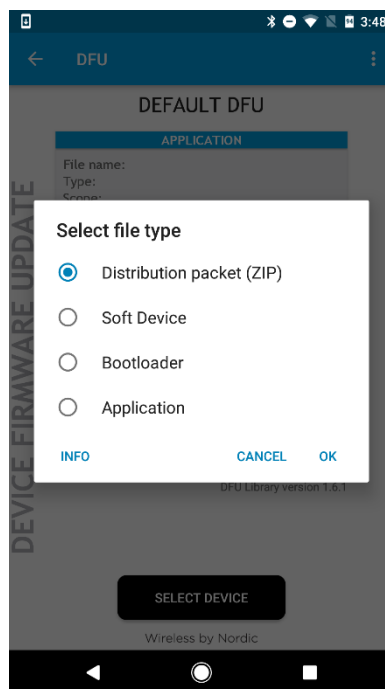 3:48
DFU
DEFAULT DFU
APPLICATION
File name:
Type:
Scope:
DEVICE FIRMWARE UPDATE
Select file type
Distribution packet (ZIP)
Soft Device
Bootloader
Application
INFO CANCEL OK
DFU Library version 1.6.1
SELECT DEVICE
Wireless by Nordic